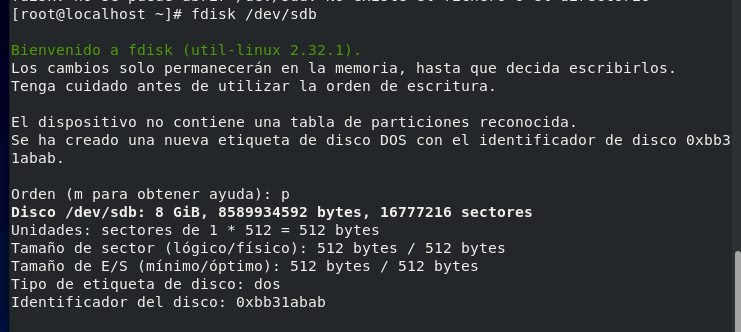 [root@localhost ~]# fdisk /dev/sdb
Bienvenido a fdisk (util-linux 2.32.1).
Los cambios solo permanecerán en la memoria, hasta que decida escribirlos.
Tenga cuidado antes de utilizar la orden de escritura.
El dispositivo no contiene una tabla de particiones reconocida.
Se ha creado una nueva etiqueta de disco DOS con el identificador de disco 0xbb3
1abab.
Orden (m para obtener ayuda): p
Disco /dev/sdb: 8 GiB, 8589934592 bytes, 16777216 sectores
Unidades: sectores de 1 * 512 = 512 bytes
Tamaño de sector (lógico/físico): 512 bytes / 512 bytes
Tamaño de E/S (mínimo/óptimo): 512 bytes / 512 bytes
Tipo de etiqueta de disco: dos
Identificador del disco: 0xbb31abab